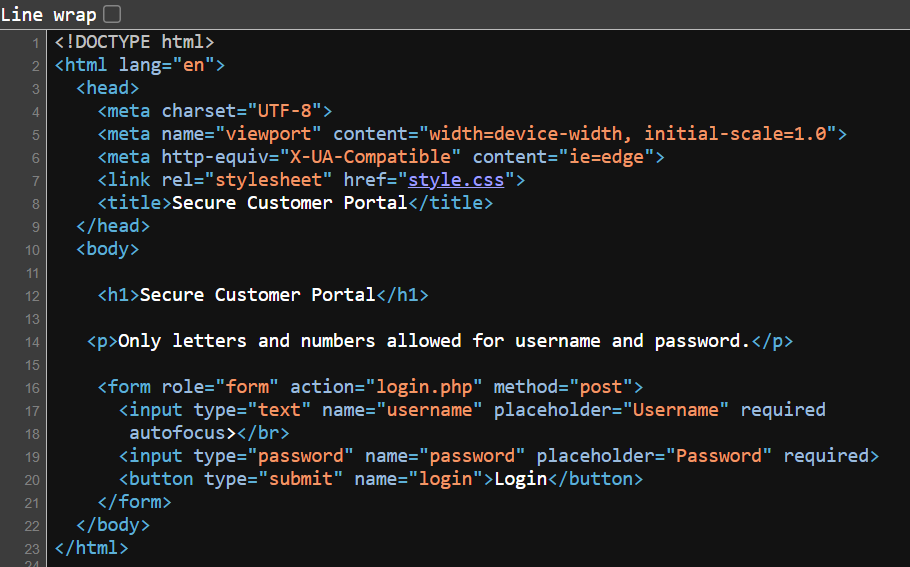 Line wrap
1 <!DOCTYPE html>
2 <html lang="en">
3 <head>
4 <meta charset="UTF-8">
5 <meta name="viewport" content="width=device-width, initial-scale=1.0">
6 <meta http-equiv="X-UA-Compatible" content="ie=edge">
7 <link rel="stylesheet" href="style.css">
8 <title>Secure Customer Portal</title>
9 </head>
10 <body>
11
12 <h1>Secure Customer Portal</h1>
13
14 <p>Only letters and numbers allowed for username and password.</p>
15
16 <form role="form" action="login.php" method="post">
17 <input type="text" name="username" placeholder="Username" required
18 autofocus></br>
19 <input type="password" name="password" placeholder="Password" required>
20 <button type="submit" name="login">Login</button>
21 </form>
22 </body>
23 </html>
24